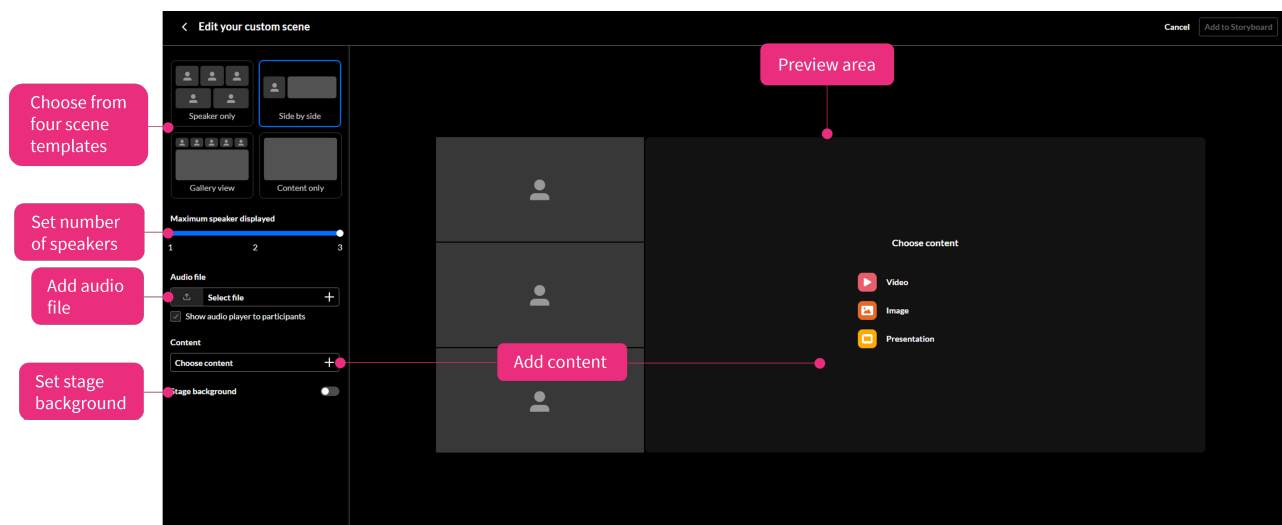 Edit your custom scene
Cancel
Add to Storyboard
Preview area
Choose from
four scene
templates
Speaker only
Side by side
Gallery view
Content only
Set number
of speakers
Maximum speaker displayed
1 2 3
Add audio
file
Audio file
Select file
Show audio player to participants
Content
Choose content
Add content
Set stage
background
Stage background
Choose content
Video
Image
Presentation